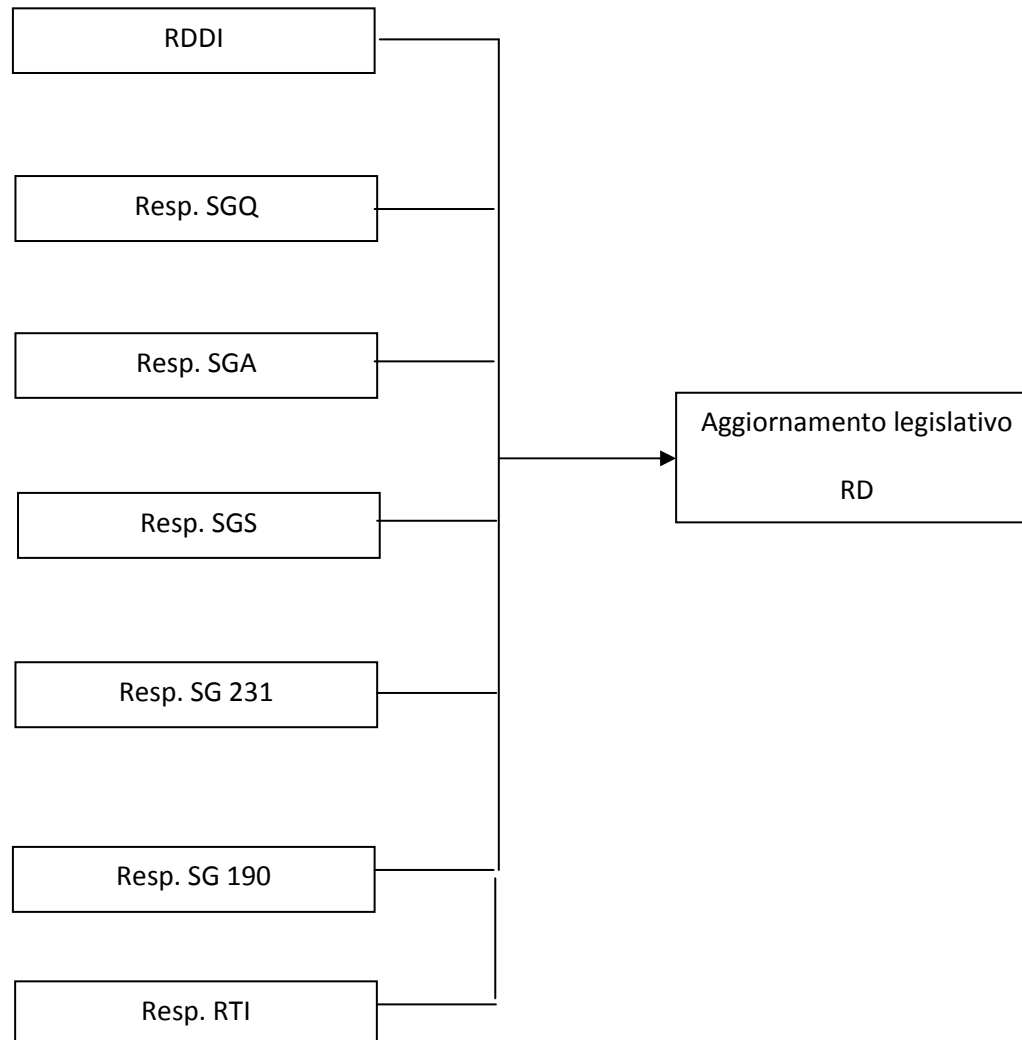 RDDI
Resp. SGQ
Resp. SGA
Aggiornamento legislativo
RD
Resp. SGS
Resp. SG 231
Resp. SG 190
Resp. RTI